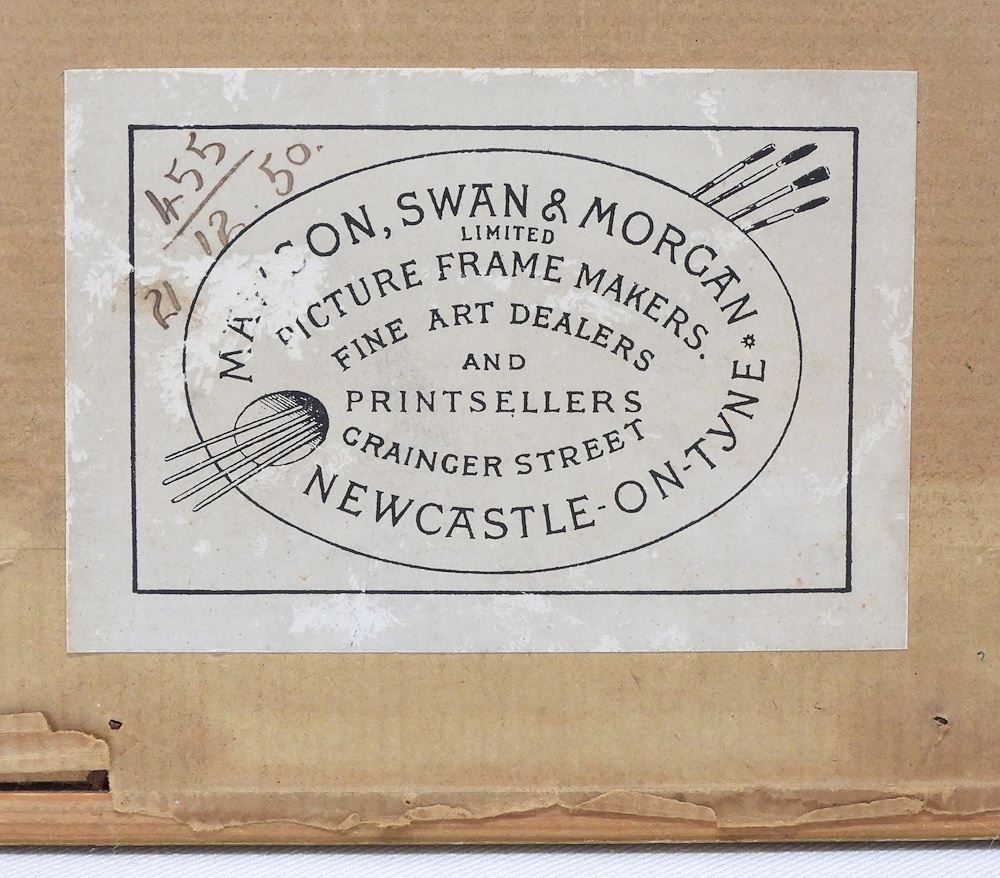 455
12.50.
21
MAWSON, SWAN & MORGAN
LIMITED
PICTURE FRAME MAKERS.
FINE ART DEALERS
AND
PRINTSELLERS
GRAINGER STREET
NEWCASTLE-ON-TYNE